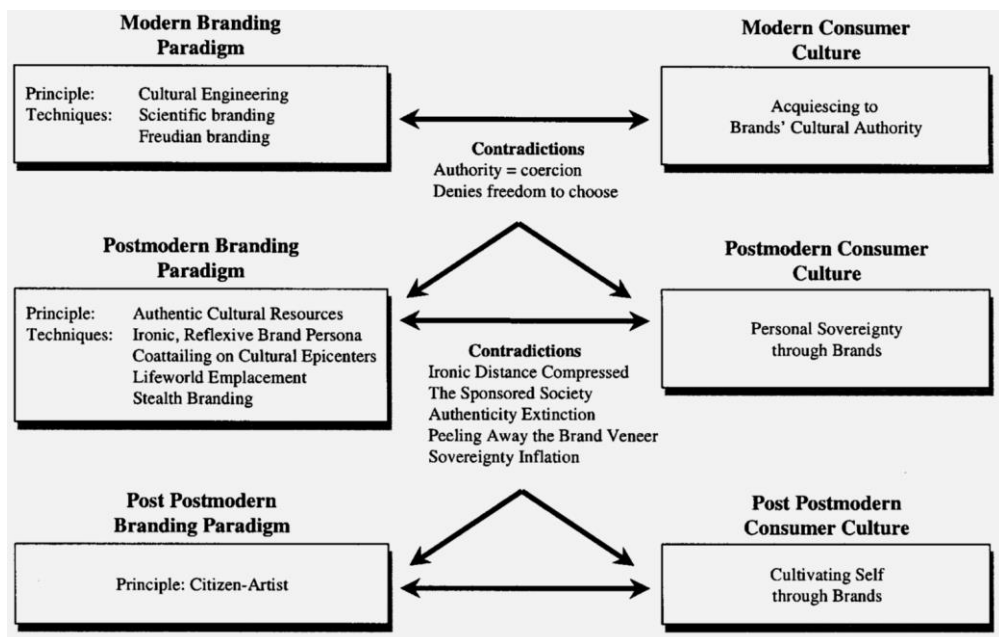 Modern Branding
Paradigm
Modern Consumer
Culture
Principle: Cultural Engineering
Techniques: Scientific branding
Freudian branding
Acquiescing to
Brands' Cultural Authority
Contradictions
Authority = coercion
Denies freedom to choose
Postmodern Branding
Paradigm
Postmodern Consumer
Culture
Principle: Authentic Cultural Resources
Techniques: Ironic, Reflexive Brand Persona
Coattailing on Cultural Epicenters
Lifeworld Emplacement
Stealth Branding
Personal Sovereignty
through Brands
Contradictions
Ironic Distance Compressed
The Sponsored Society
Authenticity Extinction
Peeling Away the Brand Veneer
Sovereignty Inflation
Post Postmodern
Branding Paradigm
Post Postmodern
Consumer Culture
Principle: Citizen-Artist
Cultivating Self
through Brands